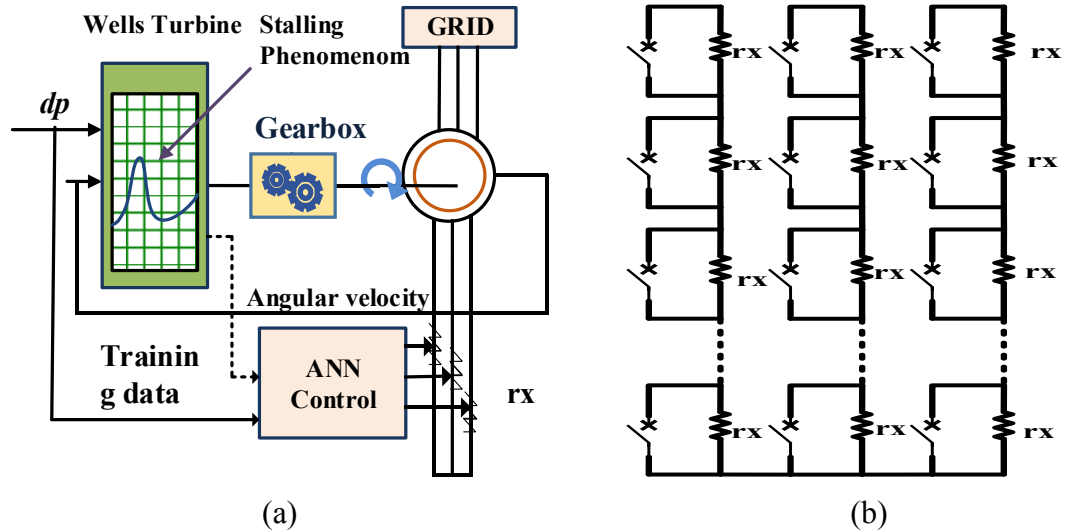 Wells Turbine
Stalling
Phenomenom
GRID
dp
Gearbox
Angular velocity
Trainin
g data
ANN
Control
rx
(a)
rx rx rx
rx rx rx
rx rx rx
rx rx rx
(b)